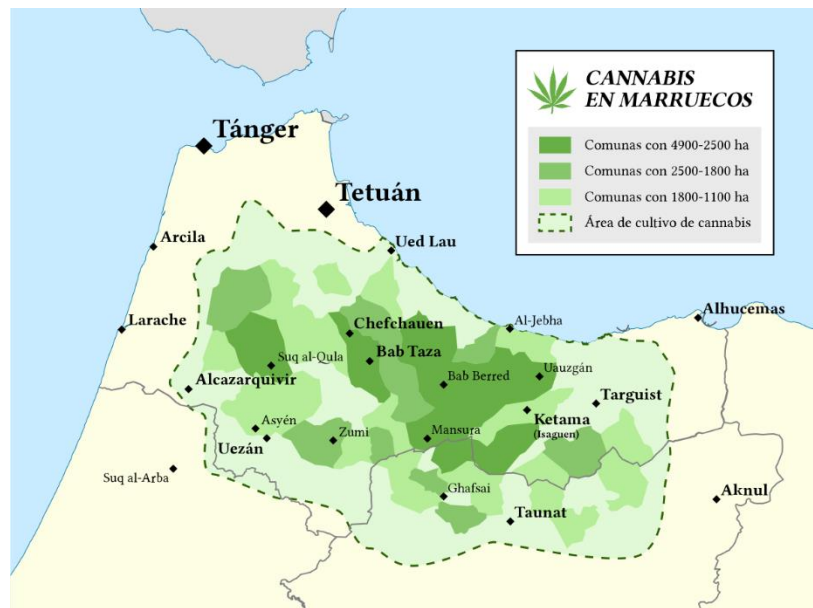 CANNABIS
EN MARRUECOS
Comunas con 4900-2500 ha
Comunas con 2500-1800 ha
Comunas con 1800-1100 ha
Área de cultivo de cannabis
Tánger
Tetuán
Arcila
Ued Lau
Larache
Chefchauen
Al-Jebha
Alhucemas
Suq al-Qula
Bab Taza
Bab Berred
Uauzgán
Alcazarquivir
Targuist
Ketama
(Isaguen)
Asyén
Uezán
Zumi
Mansura
Suq al-Arba
Ghafsai
Taunat
Aknul